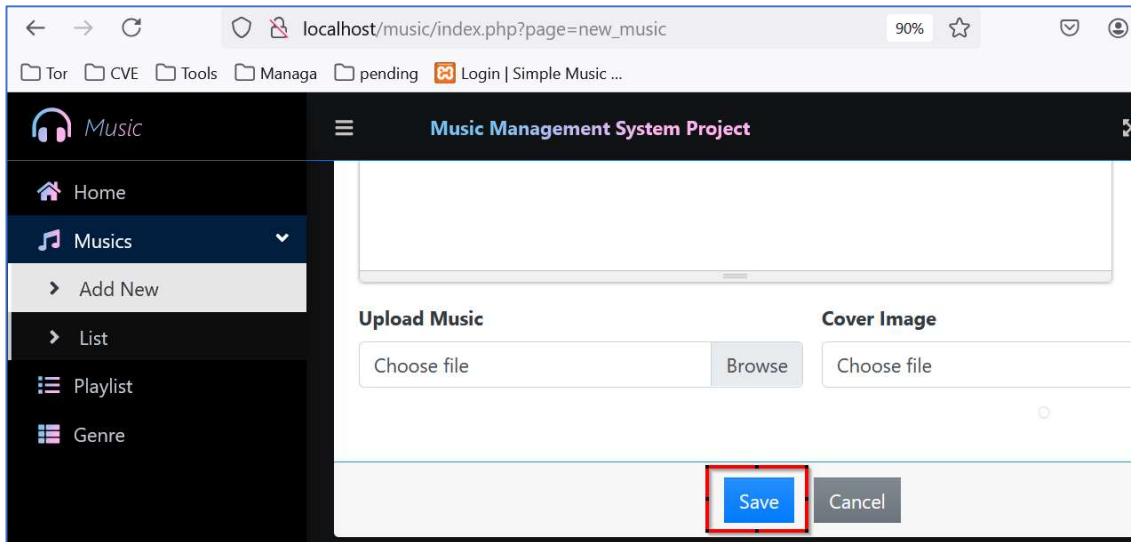 localhost/music/index.php?page=new_music 90%
Tor CVE Tools Managa pending Login | Simple Music ...
Music Music Management System Project
Home
Musics
Add New
List
Playlist
Genre
Upload Music Cover Image
Choose file Browse Choose file
Save Cancel